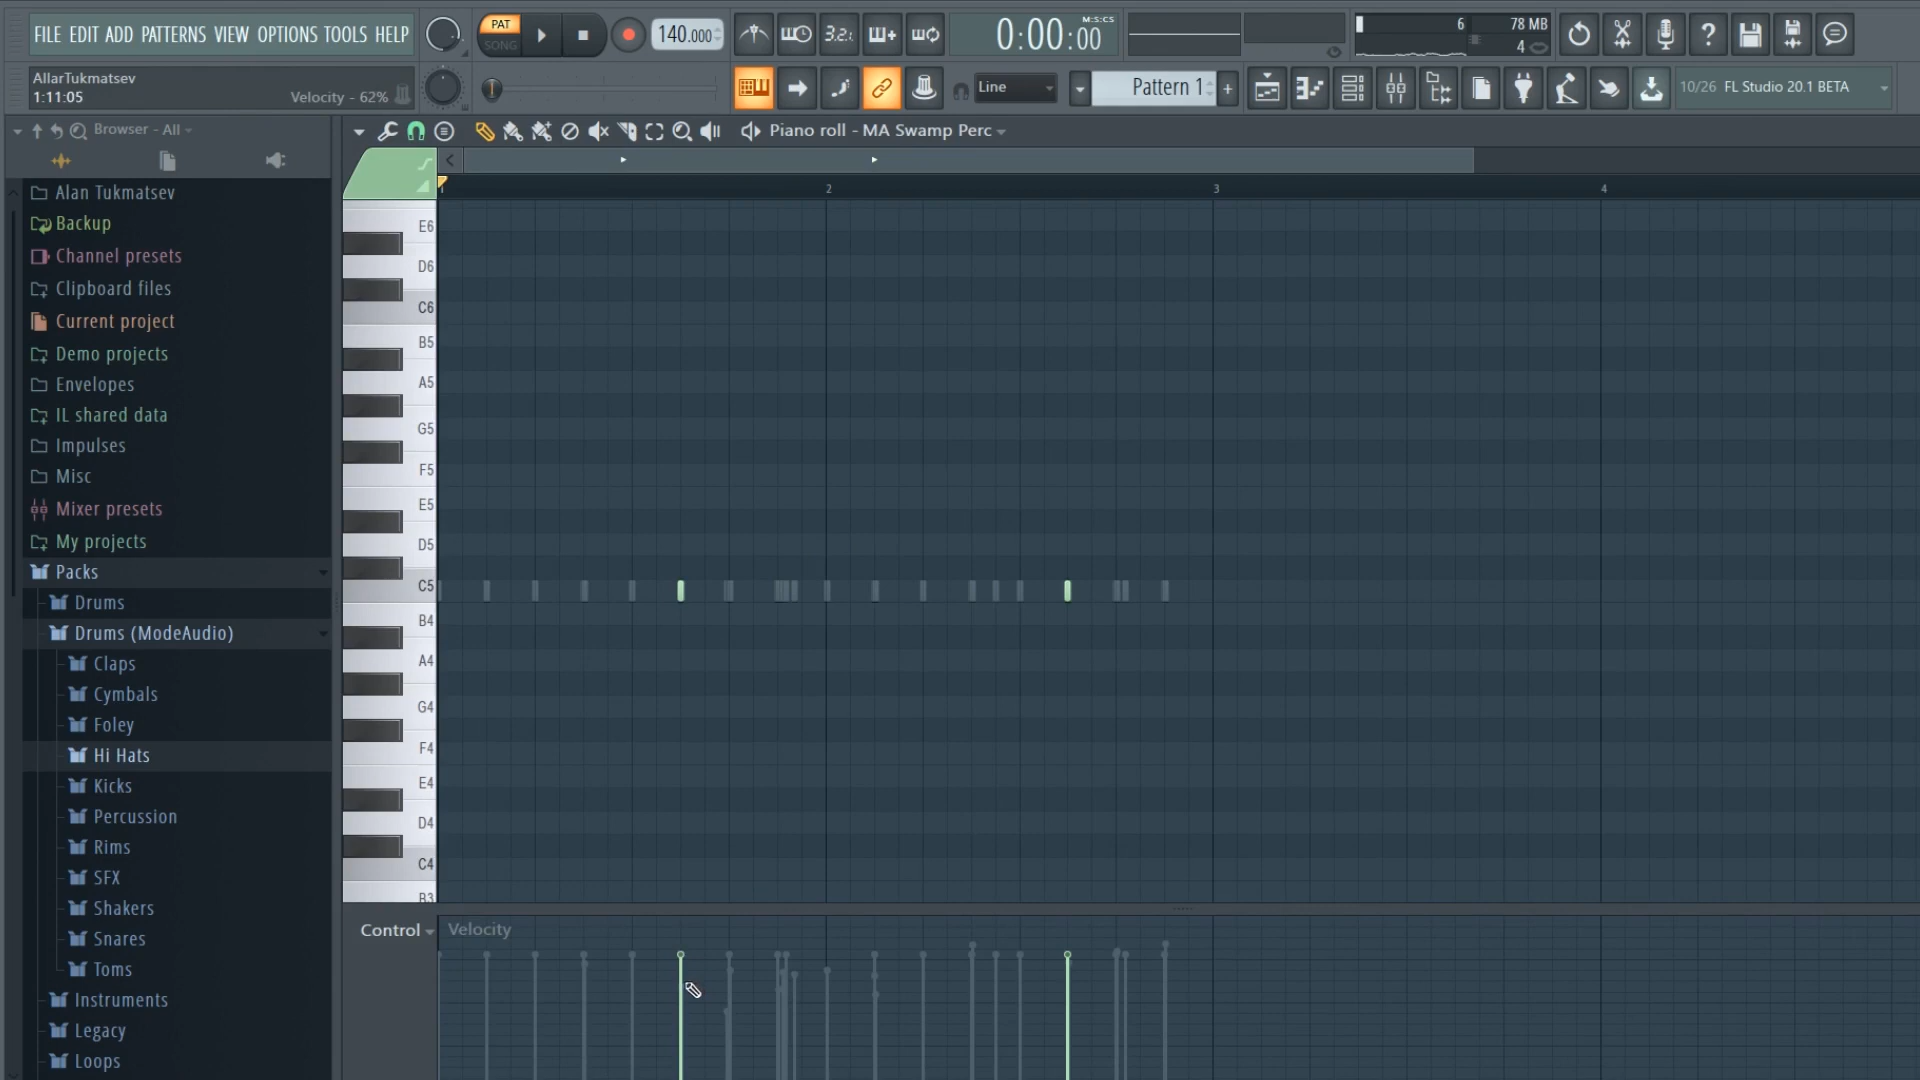 FILE EDIT ADD PATTERNS VIEW OPTIONS TOOLS HELP
PAT
SONG
140.000
3.2.
0:00:00
M:S:CS
6
78 MB
4
AllarTukmatsev
1:11:05
Velocity - 62%
Line
Pattern 1
+
10/26 FL Studio 20.1 BETA
Browser - All
Piano roll - MA Swamp Perc
2
3
4
Alan Tukmatsev
Backup
Channel presets
Clipboard files
Current project
Demo projects
Envelopes
IL shared data
Impulses
Misc
Mixer presets
My projects
Packs
Drums
Drums (ModeAudio)
Claps
Cymbals
Foley
Hi Hats
Kicks
Percussion
Rims
SFX
Shakers
Snares
Toms
Instruments
Legacy
Loops
E6
D6
C6
B5
A5
G5
F5
E5
D5
C5
B4
A4
G4
F4
E4
D4
C4
B3
Control
Velocity